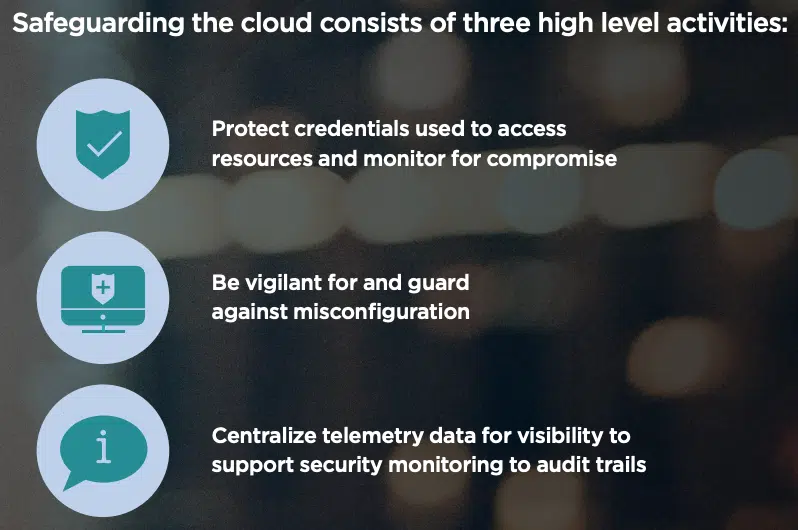 Safeguarding the cloud consists of three high level activities:
Protect credentials used to access
resources and monitor for compromise
Be vigilant for and guard
against misconfiguration
i
Centralize telemetry data for visibility to
support security monitoring to audit trails